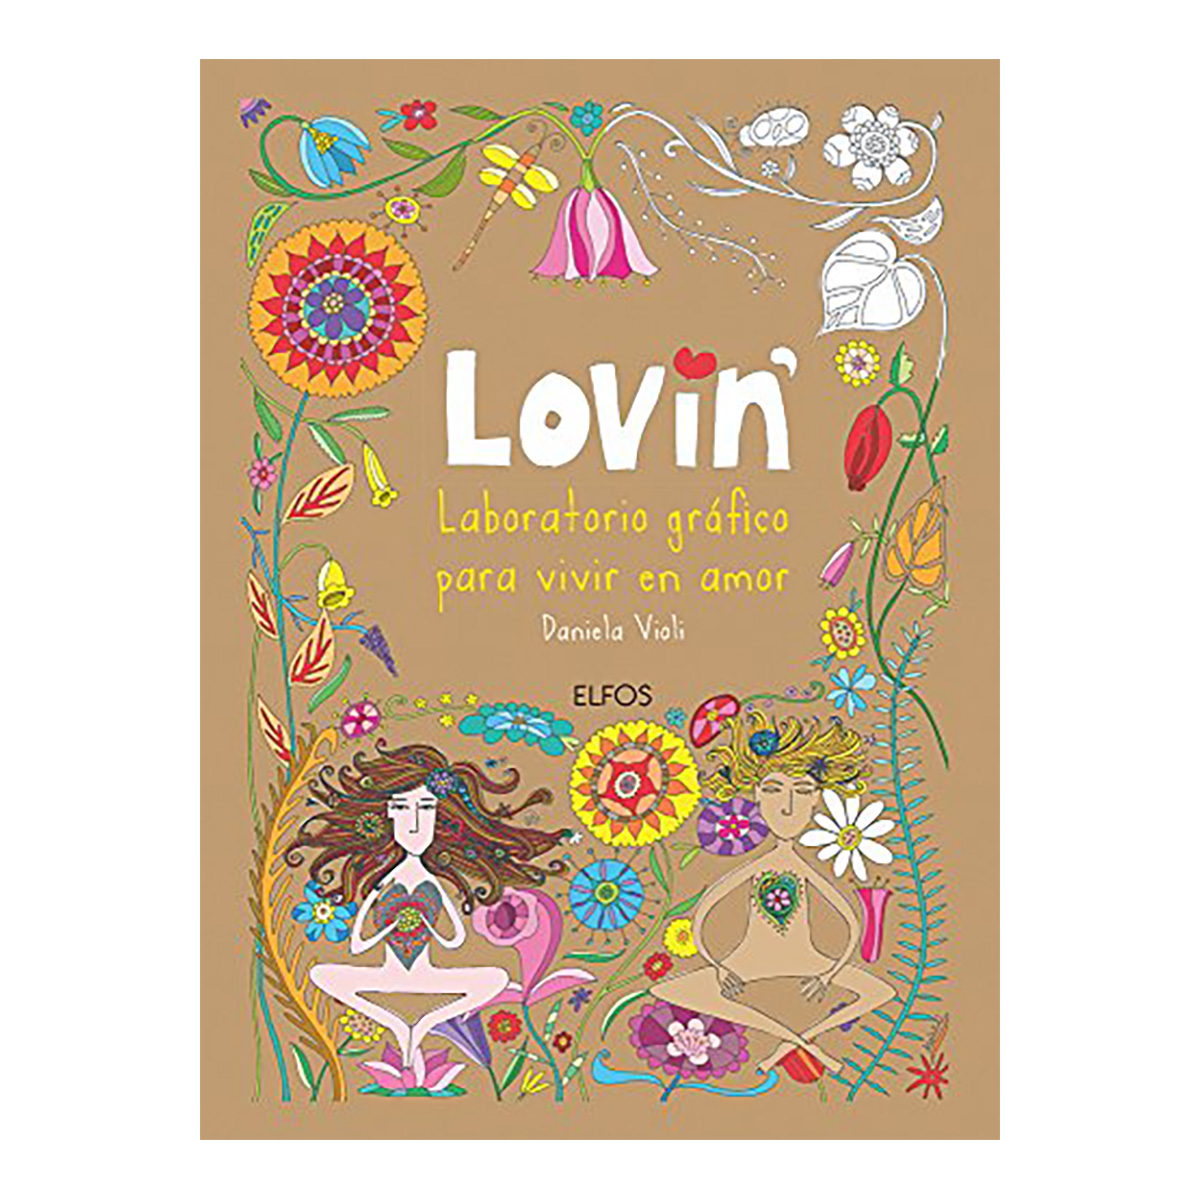 Lovin'
Laboratorio gráfico
para vivir en amor
Daniela Violi
ELFOS